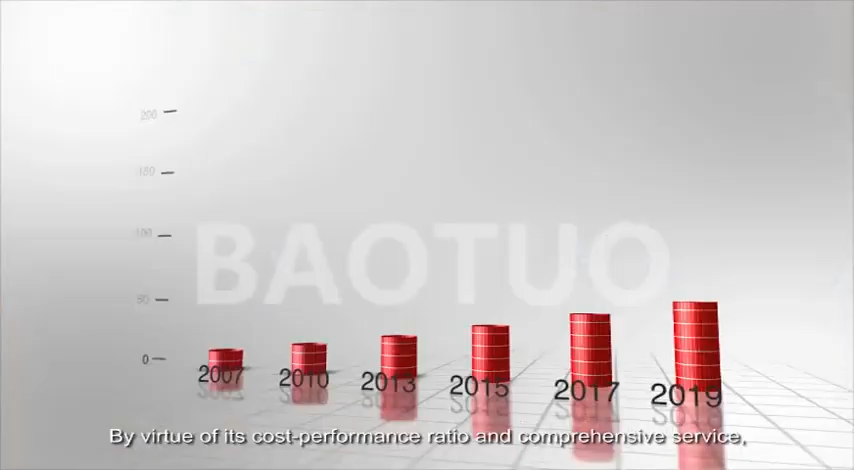 200
150
100
50
0
BAOTUO
2007 2010 2013 2015 2017 2019
By virtue of its cost-performance ratio and comprehensive service,